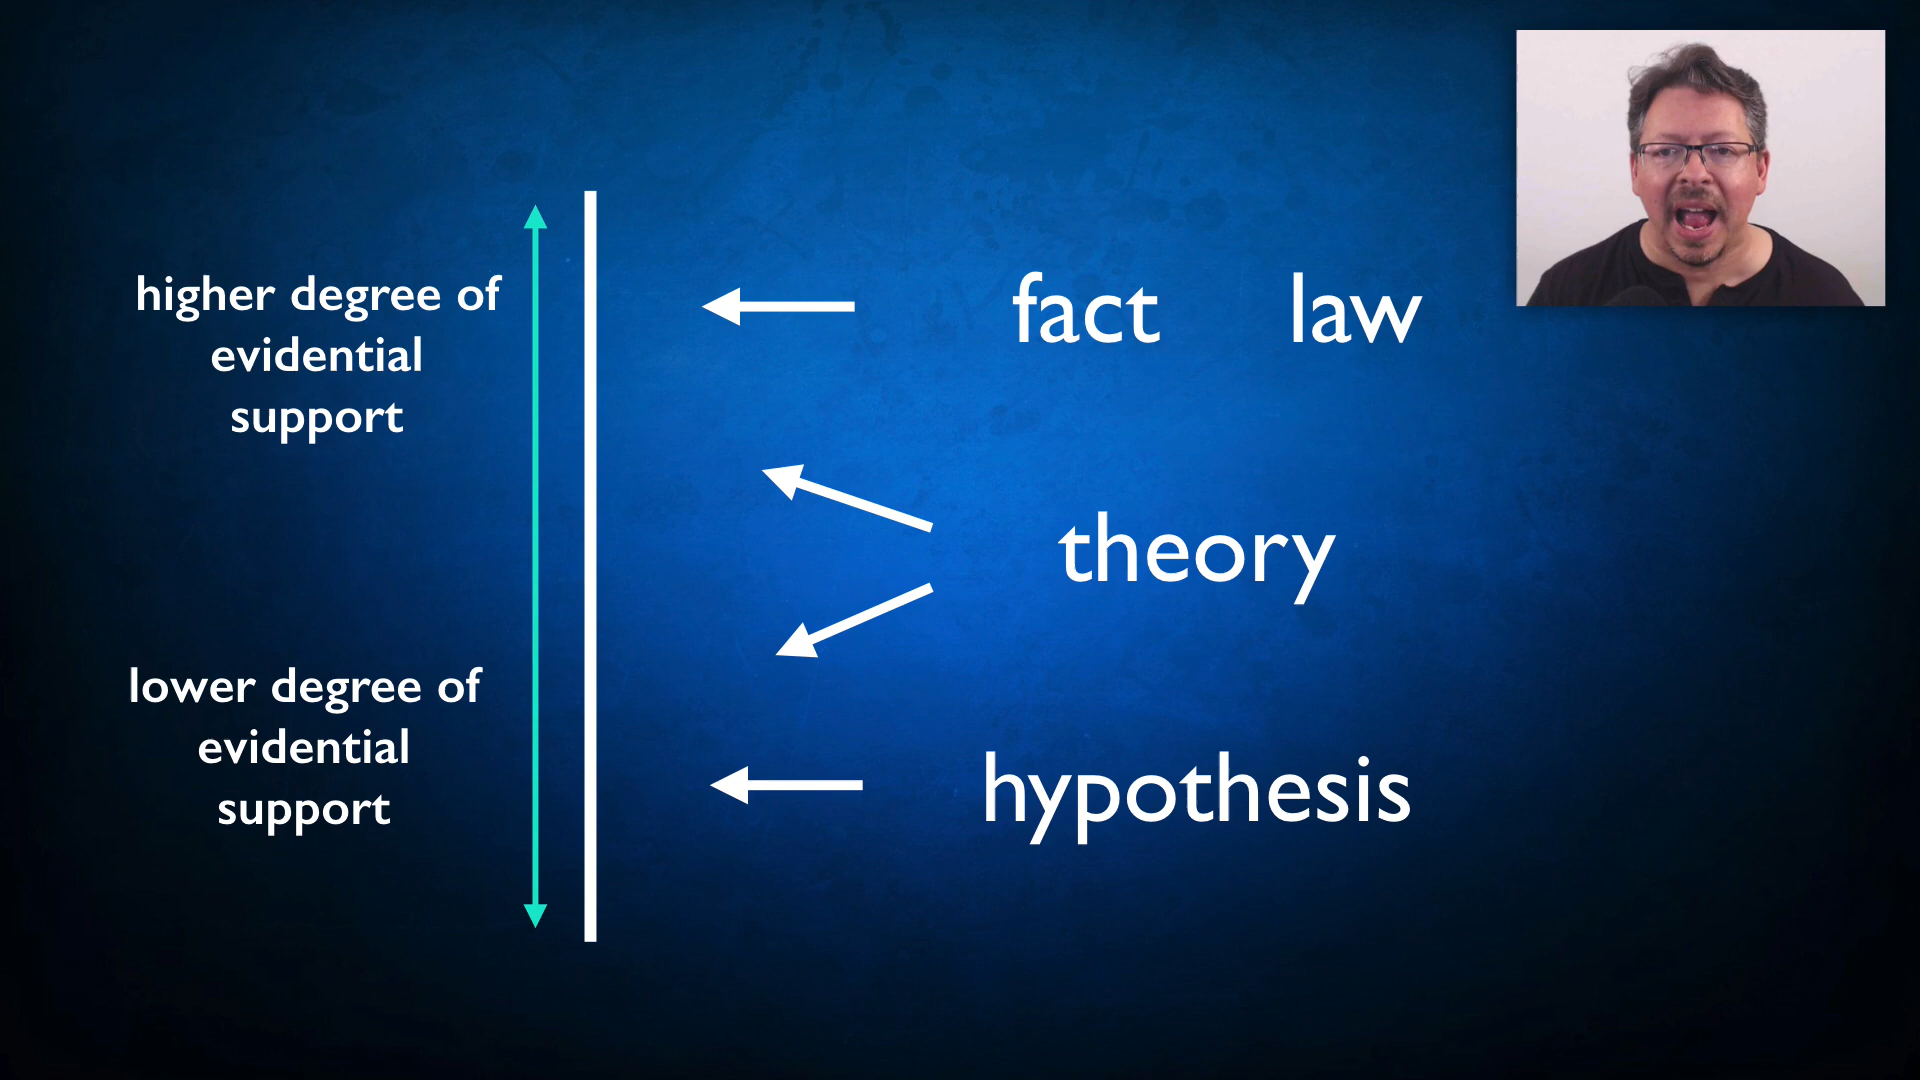 higher degree of
evidential
support
fact law
theory
lower degree of
evidential
support
hypothesis